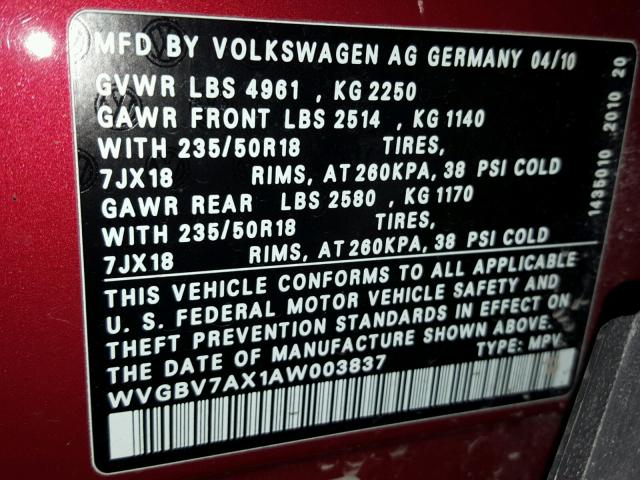 MFD BY VOLKSWAGEN AG GERMANY 04/10
GVWR LBS 4961 , KG 2250
GAWR FRONT LBS 2514 , KG 1140
WITH 235/50R18 TIRES,
7JX18 RIMS, AT 260KPA, 38 PSI COLD
GAWR REAR LBS 2580 , KG 1170
WITH 235/50R18 TIRES,
7JX18 RIMS, AT 260KPA, 38 PSI COLD
THIS VEHICLE CONFORMS TO ALL APPLICABLE
U. S. FEDERAL MOTOR VEHICLE SAFETY AND
THEFT PREVENTION STANDARDS IN EFFECT ON
THE DATE OF MANUFACTURE SHOWN ABOVE.
WVGBV7AX1AW003837 TYPE: MPV
1435010 2010 20